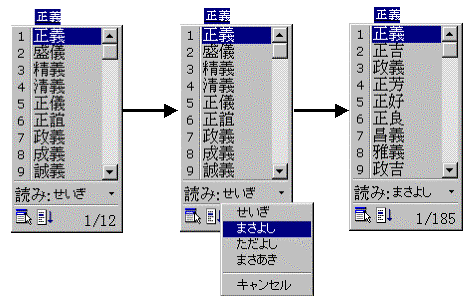 正義
1 正義
2 盛儀
3 精義
4 清義
5 正儀
6 正誼
7 政義
8 成義
9 誠義
読み:せいぎ
1/12
正義
1 正義
2 盛儀
3 精義
4 清義
5 正儀
6 正誼
7 政義
8 成義
9 誠義
読み:せいぎ
せいぎ
まさよし
ただよし
まさあき
キャンセル
正義
1 正義
2 正吉
3 政義
4 正芳
5 正好
6 正良
7 昌義
8 雅義
9 政吉
読み:まさよし
1/185